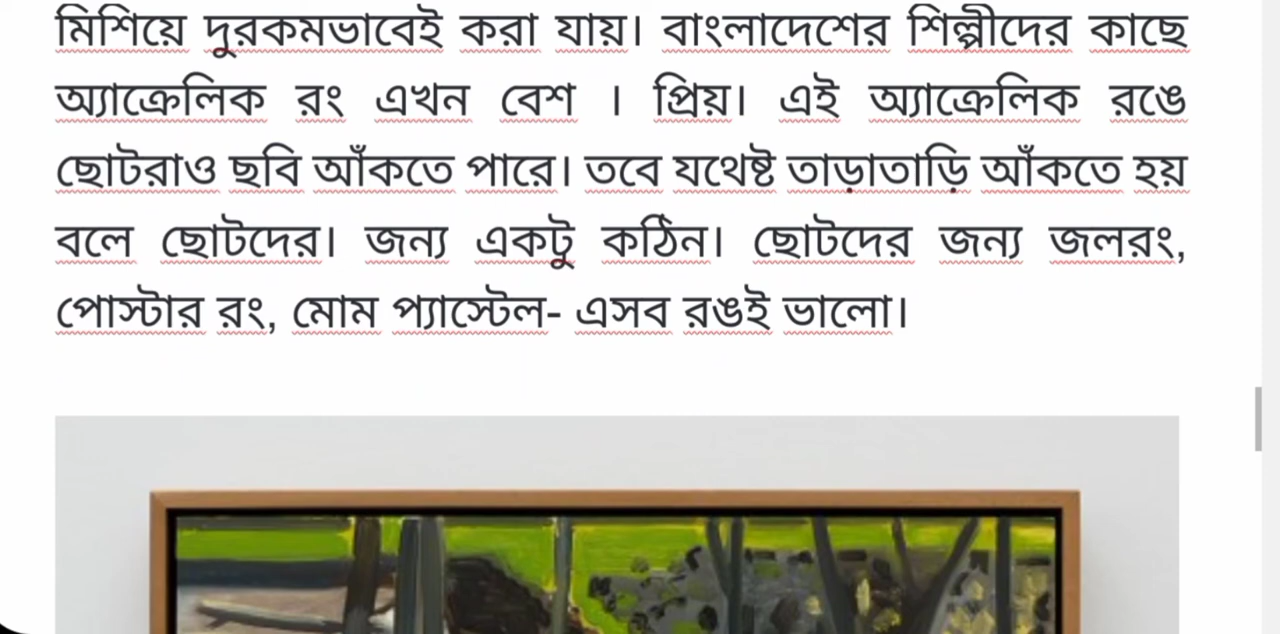 মিশিয়ে দুরকমভাবেই করা যায়। বাংলাদেশের শিল্পীদের কাছে
অ্যাক্রেলিক রং এখন বেশ । প্রিয়। এই অ্যাক্রেলিক রঙে
ছোটরাও ছবি আঁকতে পারে। তবে যথেষ্ট তাড়াতাড়ি আঁকতে হয়
বলে ছোটদের। জন্য একটু কঠিন। ছোটদের জন্য জলরং,
পোস্টার রং, মোম প্যাস্টেল- এসব রঙই ভালো।